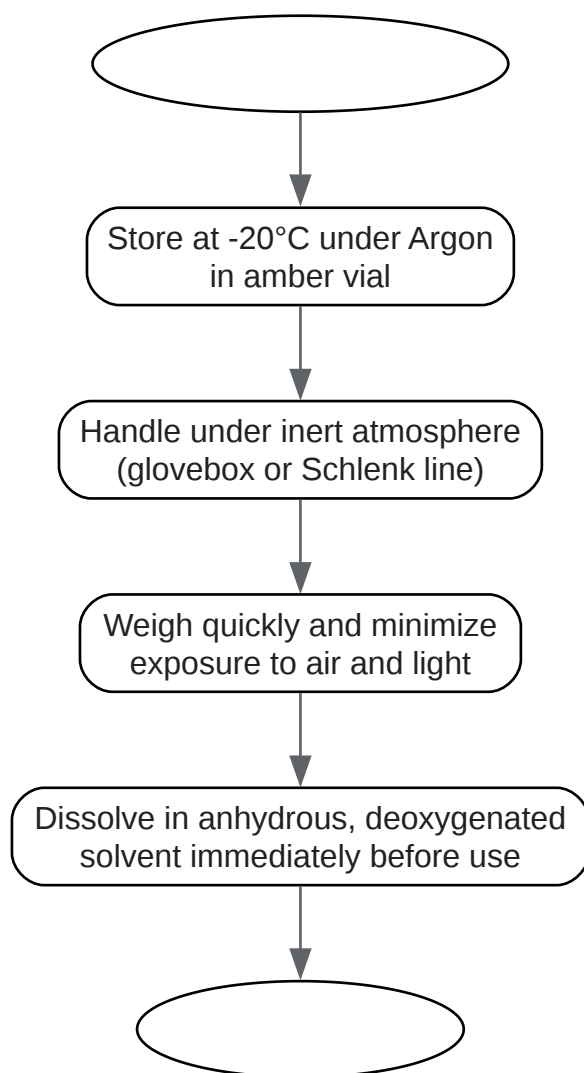 Store at -20°C under Argon
in amber vial
Handle under inert atmosphere
(glovebox or Schlenk line)
Weigh quickly and minimize
exposure to air and light
Dissolve in anhydrous, deoxygenated
solvent immediately before use